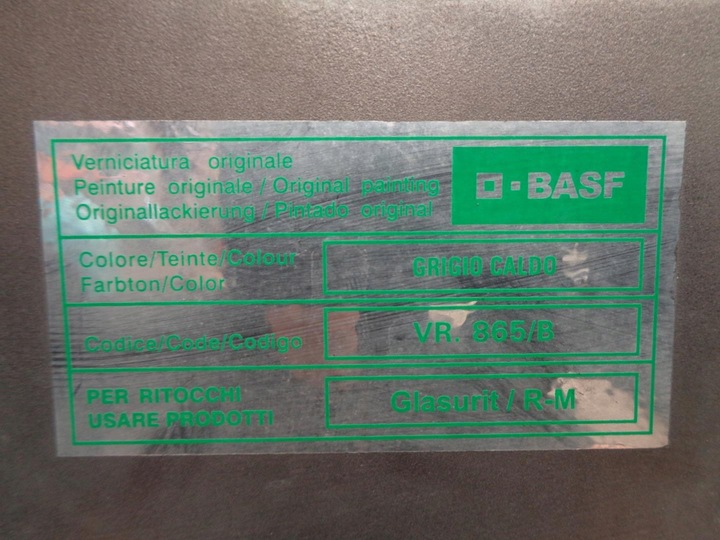 Verniciatura originale
Peinture originale / Original painting
Originallackierung / Pintado original
BASF
Colore/Teinte/Colour
Farbton/Color
GRIGIO CALDO
Codice/Code/Codigo
VR. 865/B
PER RITOCCHI
USARE PRODOTTI
Glasurit / R-M